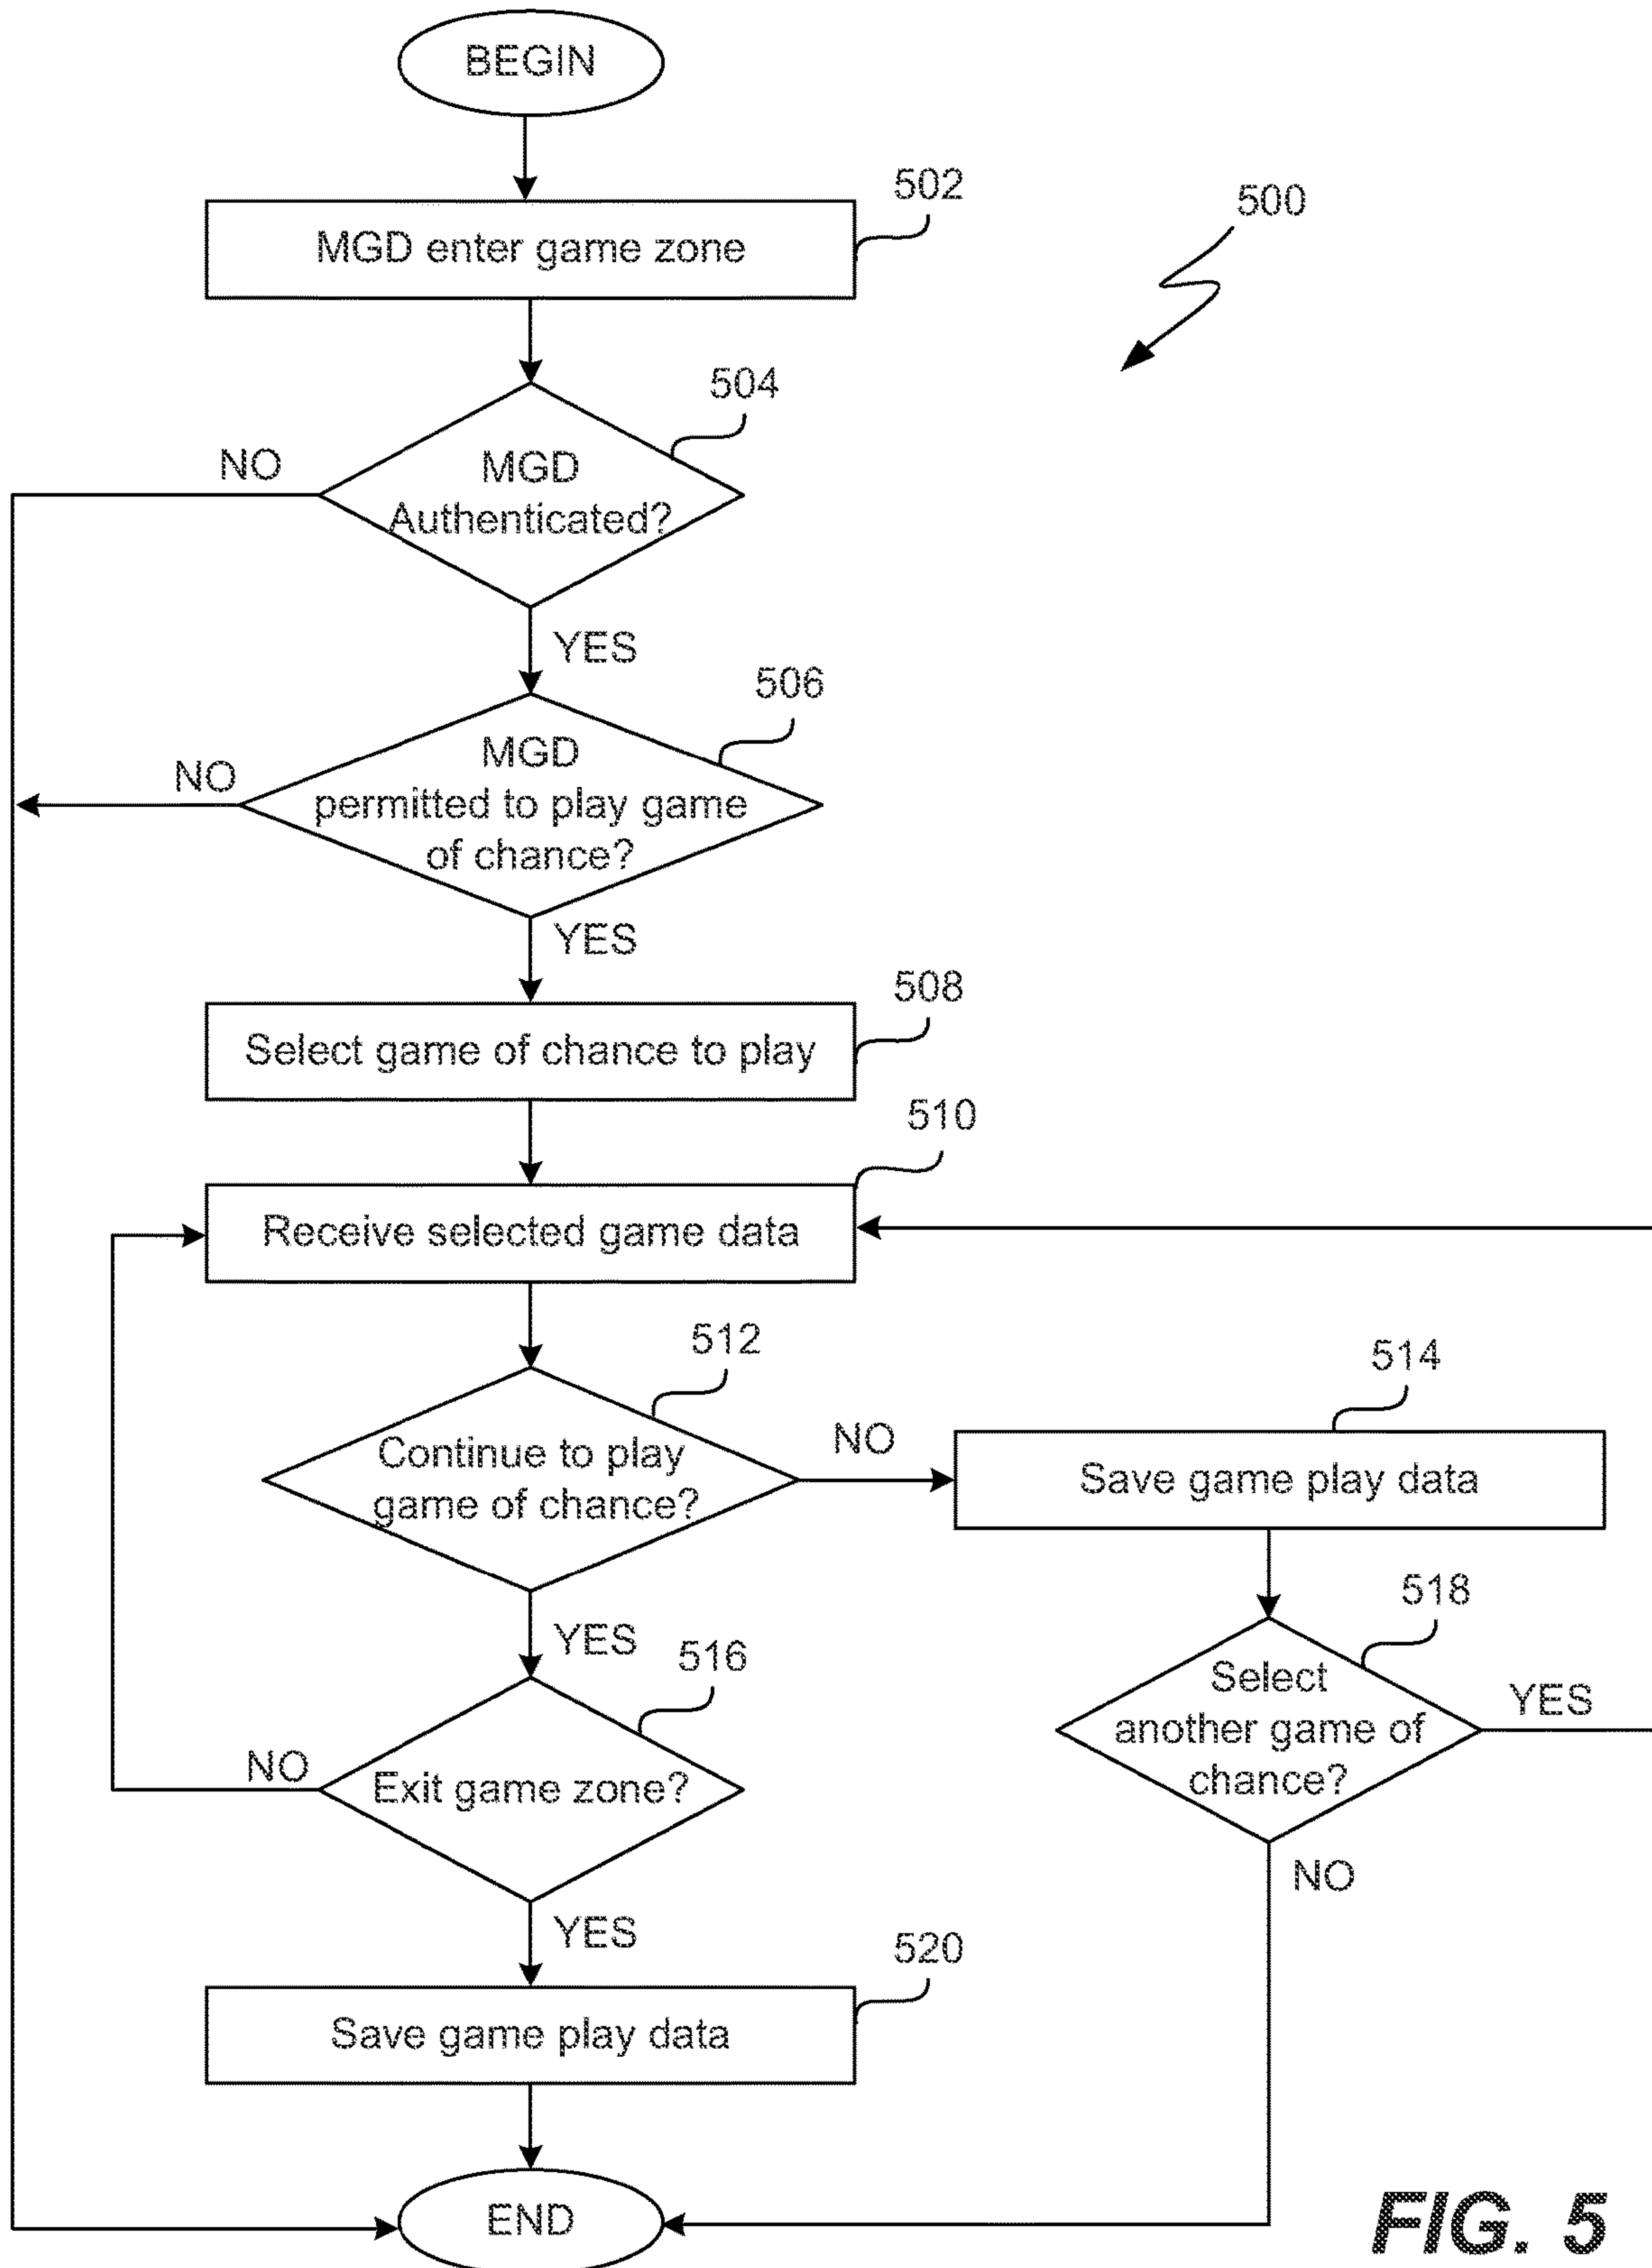 BEGIN
502
500
MGD enter game zone
504
NO
MGD
Authenticated?
YES
506
NO
MGD
permitted to play game
of chance?
YES
508
Select game of chance to play
510
Receive selected game data
512
514
Continue to play
game of chance?
NO
Save game play data
518
YES
516
Select
another game of
chance?
YES
NO
Exit game zone?
NO
YES
520
Save game play data
END
FIG. 5